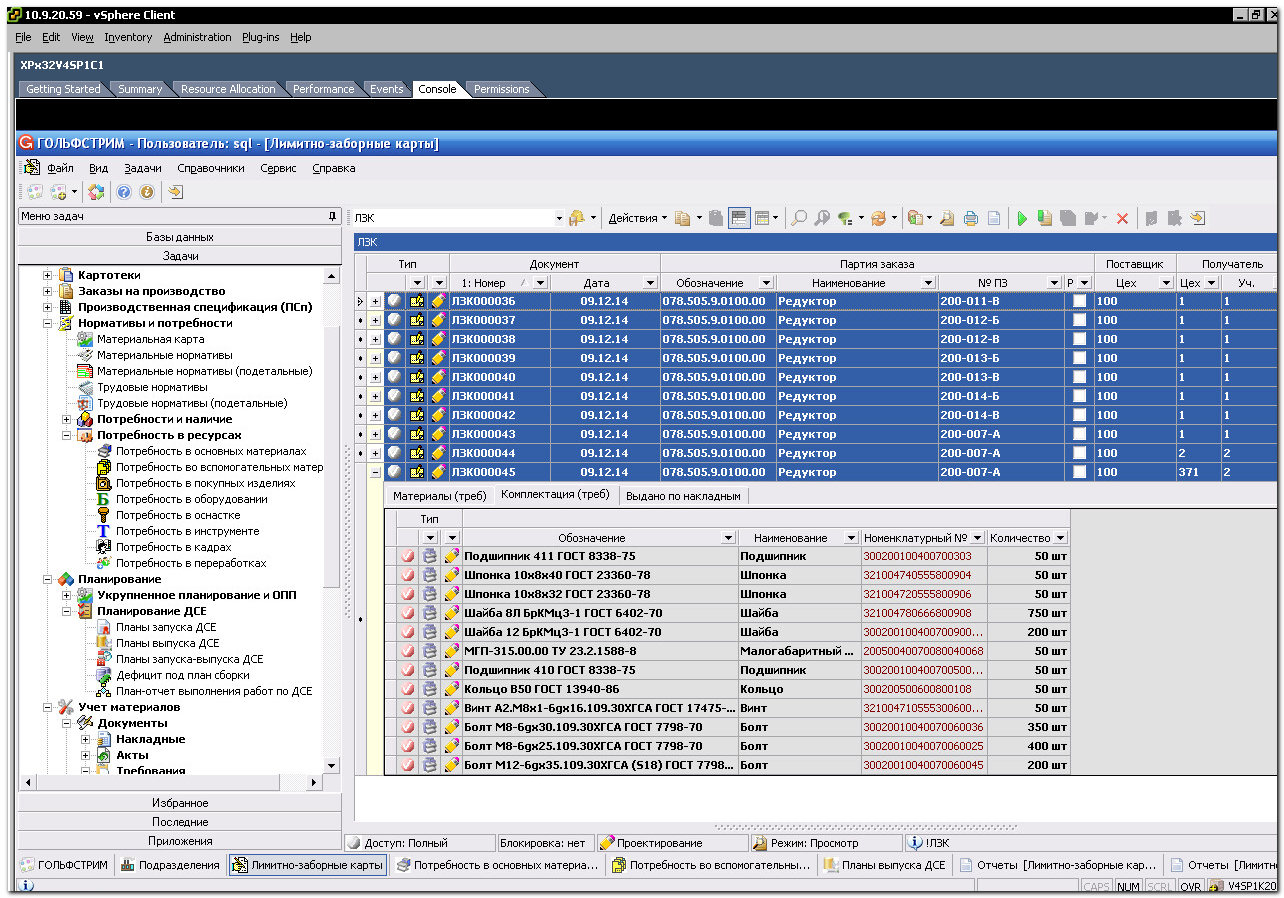 10.9.20.59 - vSphere Client
File Edit View Inventory Administration Plug-ins Help
XPx32V4SP1C1
Getting Started Summary Resource Allocation Performance Events Console Permissions
ГОЛЬФСТРИМ - Пользователь: sql - [Лимитно-заборные карты]
Файл Вид Задачи Справочники Сервис Справка
Меню задач
Базы данных
Задачи
Картотеки
Заказы на производство
Производственная спецификация (ПСп)
Нормативы и потребности
Материальная карта
Материальные нормативы
Материальные нормативы (подетальные)
Трудовые нормативы
Трудовые нормативы (подетальные)
Потребности и наличие
Потребность в ресурсах
Потребность в основных материалах
Потребность во вспомогательных матер
Потребность в покупных изделиях
Потребность в оборудовании
Потребность в оснастке
Потребность в инструменте
Потребность в кадрах
Потребность в переработках
Планирование
Укрупненное планирование и ОПП
Планирование ДСЕ
Планы запуска ДСЕ
Планы выпуска ДСЕ
Планы запуска-выпуска ДСЕ
Дефицит под план сборки
План-отчет выполнения работ по ДСЕ
Учет материалов
Документы
Накладные
Акты
Требования
Избранное
Последние
Приложения
ЛЗК Действия
ЛЗК
Тип Документ Партия заказа Поставщик Получатель
1: Номер Дата Обозначение Наименование № ПЗ Р Цех Цех Уч.
ЛЗК000036 09.12.14 078.505.9.0100.00 Редуктор 200-011-В 100 1 1
ЛЗК000037 09.12.14 078.505.9.0100.00 Редуктор 200-012-Б 100 1 1
ЛЗК000038 09.12.14 078.505.9.0100.00 Редуктор 200-012-В 100 1 1
ЛЗК000039 09.12.14 078.505.9.0100.00 Редуктор 200-013-Б 100 1 1
ЛЗК000040 09.12.14 078.505.9.0100.00 Редуктор 200-013-В 100 1 1
ЛЗК000041 09.12.14 078.505.9.0100.00 Редуктор 200-014-Б 100 1 1
ЛЗК000042 09.12.14 078.505.9.0100.00 Редуктор 200-014-В 100 1 1
ЛЗК000043 09.12.14 078.505.9.0100.00 Редуктор 200-007-А 100 1 1
ЛЗК000044 09.12.14 078.505.9.0100.00 Редуктор 200-007-А 100 2 2
ЛЗК000045 09.12.14 078.505.9.0100.00 Редуктор 200-007-А 100 371 2
Материалы (треб) Комплектация (треб) Выдано по накладным
Тип
Обозначение Наименование Номенклатурный № Количество
Подшипник 411 ГОСТ 8338-75 Подшипник 300200100400700303 50 шт
Шпонка 10х8х40 ГОСТ 23360-78 Шпонка 321004740555800904 50 шт
Шпонка 10х8х32 ГОСТ 23360-78 Шпонка 321004720555800906 50 шт
Шайба 8Л БрКМц3-1 ГОСТ 6402-70 Шайба 321004780666800908 750 шт
Шайба 12 БрКМц3-1 ГОСТ 6402-70 Шайба 300200100400700900... 200 шт
МГП-315.00.00 ТУ 23.2.1588-8 Малогабаритный ... 20050040070080040068 50 шт
Подшипник 410 ГОСТ 8338-75 Подшипник 300200100400700500... 50 шт
Кольцо В50 ГОСТ 13940-86 Кольцо 300200500600800108 50 шт
Винт А2.М8х1-6gх16.109.30ХГСА ГОСТ 17475-... Винт 321004710555300600... 50 шт
Болт М8-6gх30.109.30ХГСА ГОСТ 7798-70 Болт 30020010040070060036 350 шт
Болт М8-6gх25.109.30ХГСА ГОСТ 7798-70 Болт 30020010040070060025 400 шт
Болт М12-6gх35.109.30ХГСА (S18) ГОСТ 7798... Болт 30020010040070060045 200 шт
Доступ: Полный Блокировка: нет Проектирование Режим: Просмотр !ЛЗК
ГОЛЬФСТРИМ Подразделения Лимитно-заборные карты Потребность в основных материа... Потребность во вспомогательны... Планы выпуска ДСЕ Отчеты [Лимитно-заборные кар... Отчеты [Лимитно
CAPS NUM SCRL OVR V4SP1K20